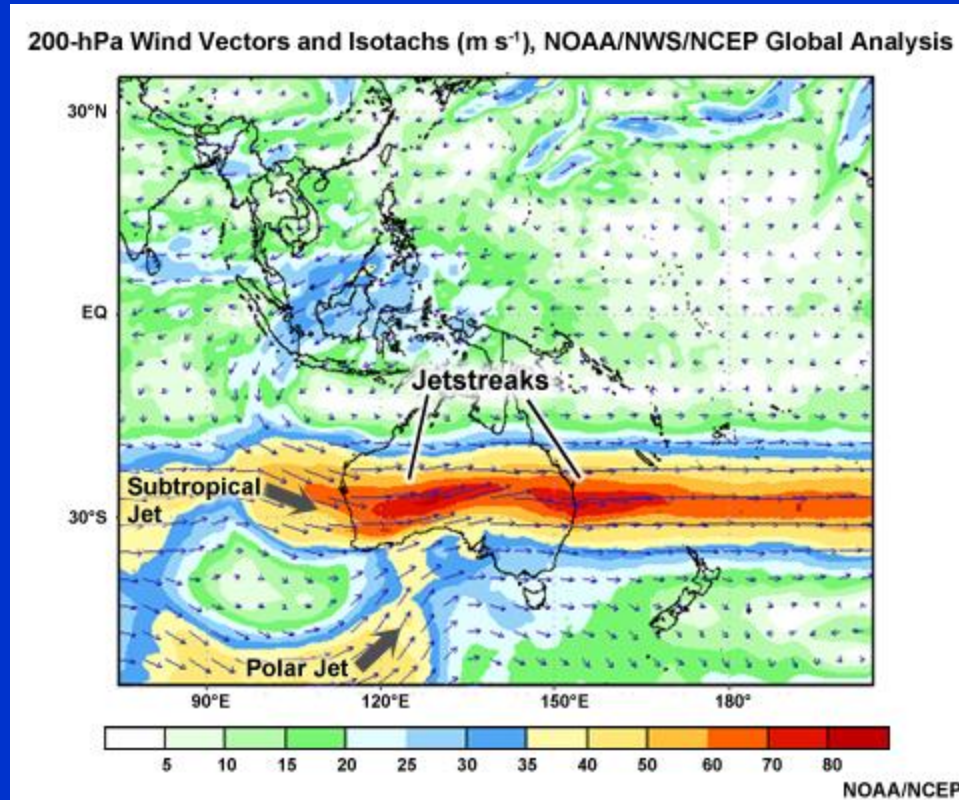 200-hPa Wind Vectors and Isotachs (m s⁻¹), NOAA/NWS/NCEP Global Analysis
30°N
EQ
Jetstreaks
Subtropical
Jet
30°S
Polar Jet
90°E 120°E 150°E 180°
5 10 15 20 25 30 35 40 50 60 70 80
NOAA/NCEP